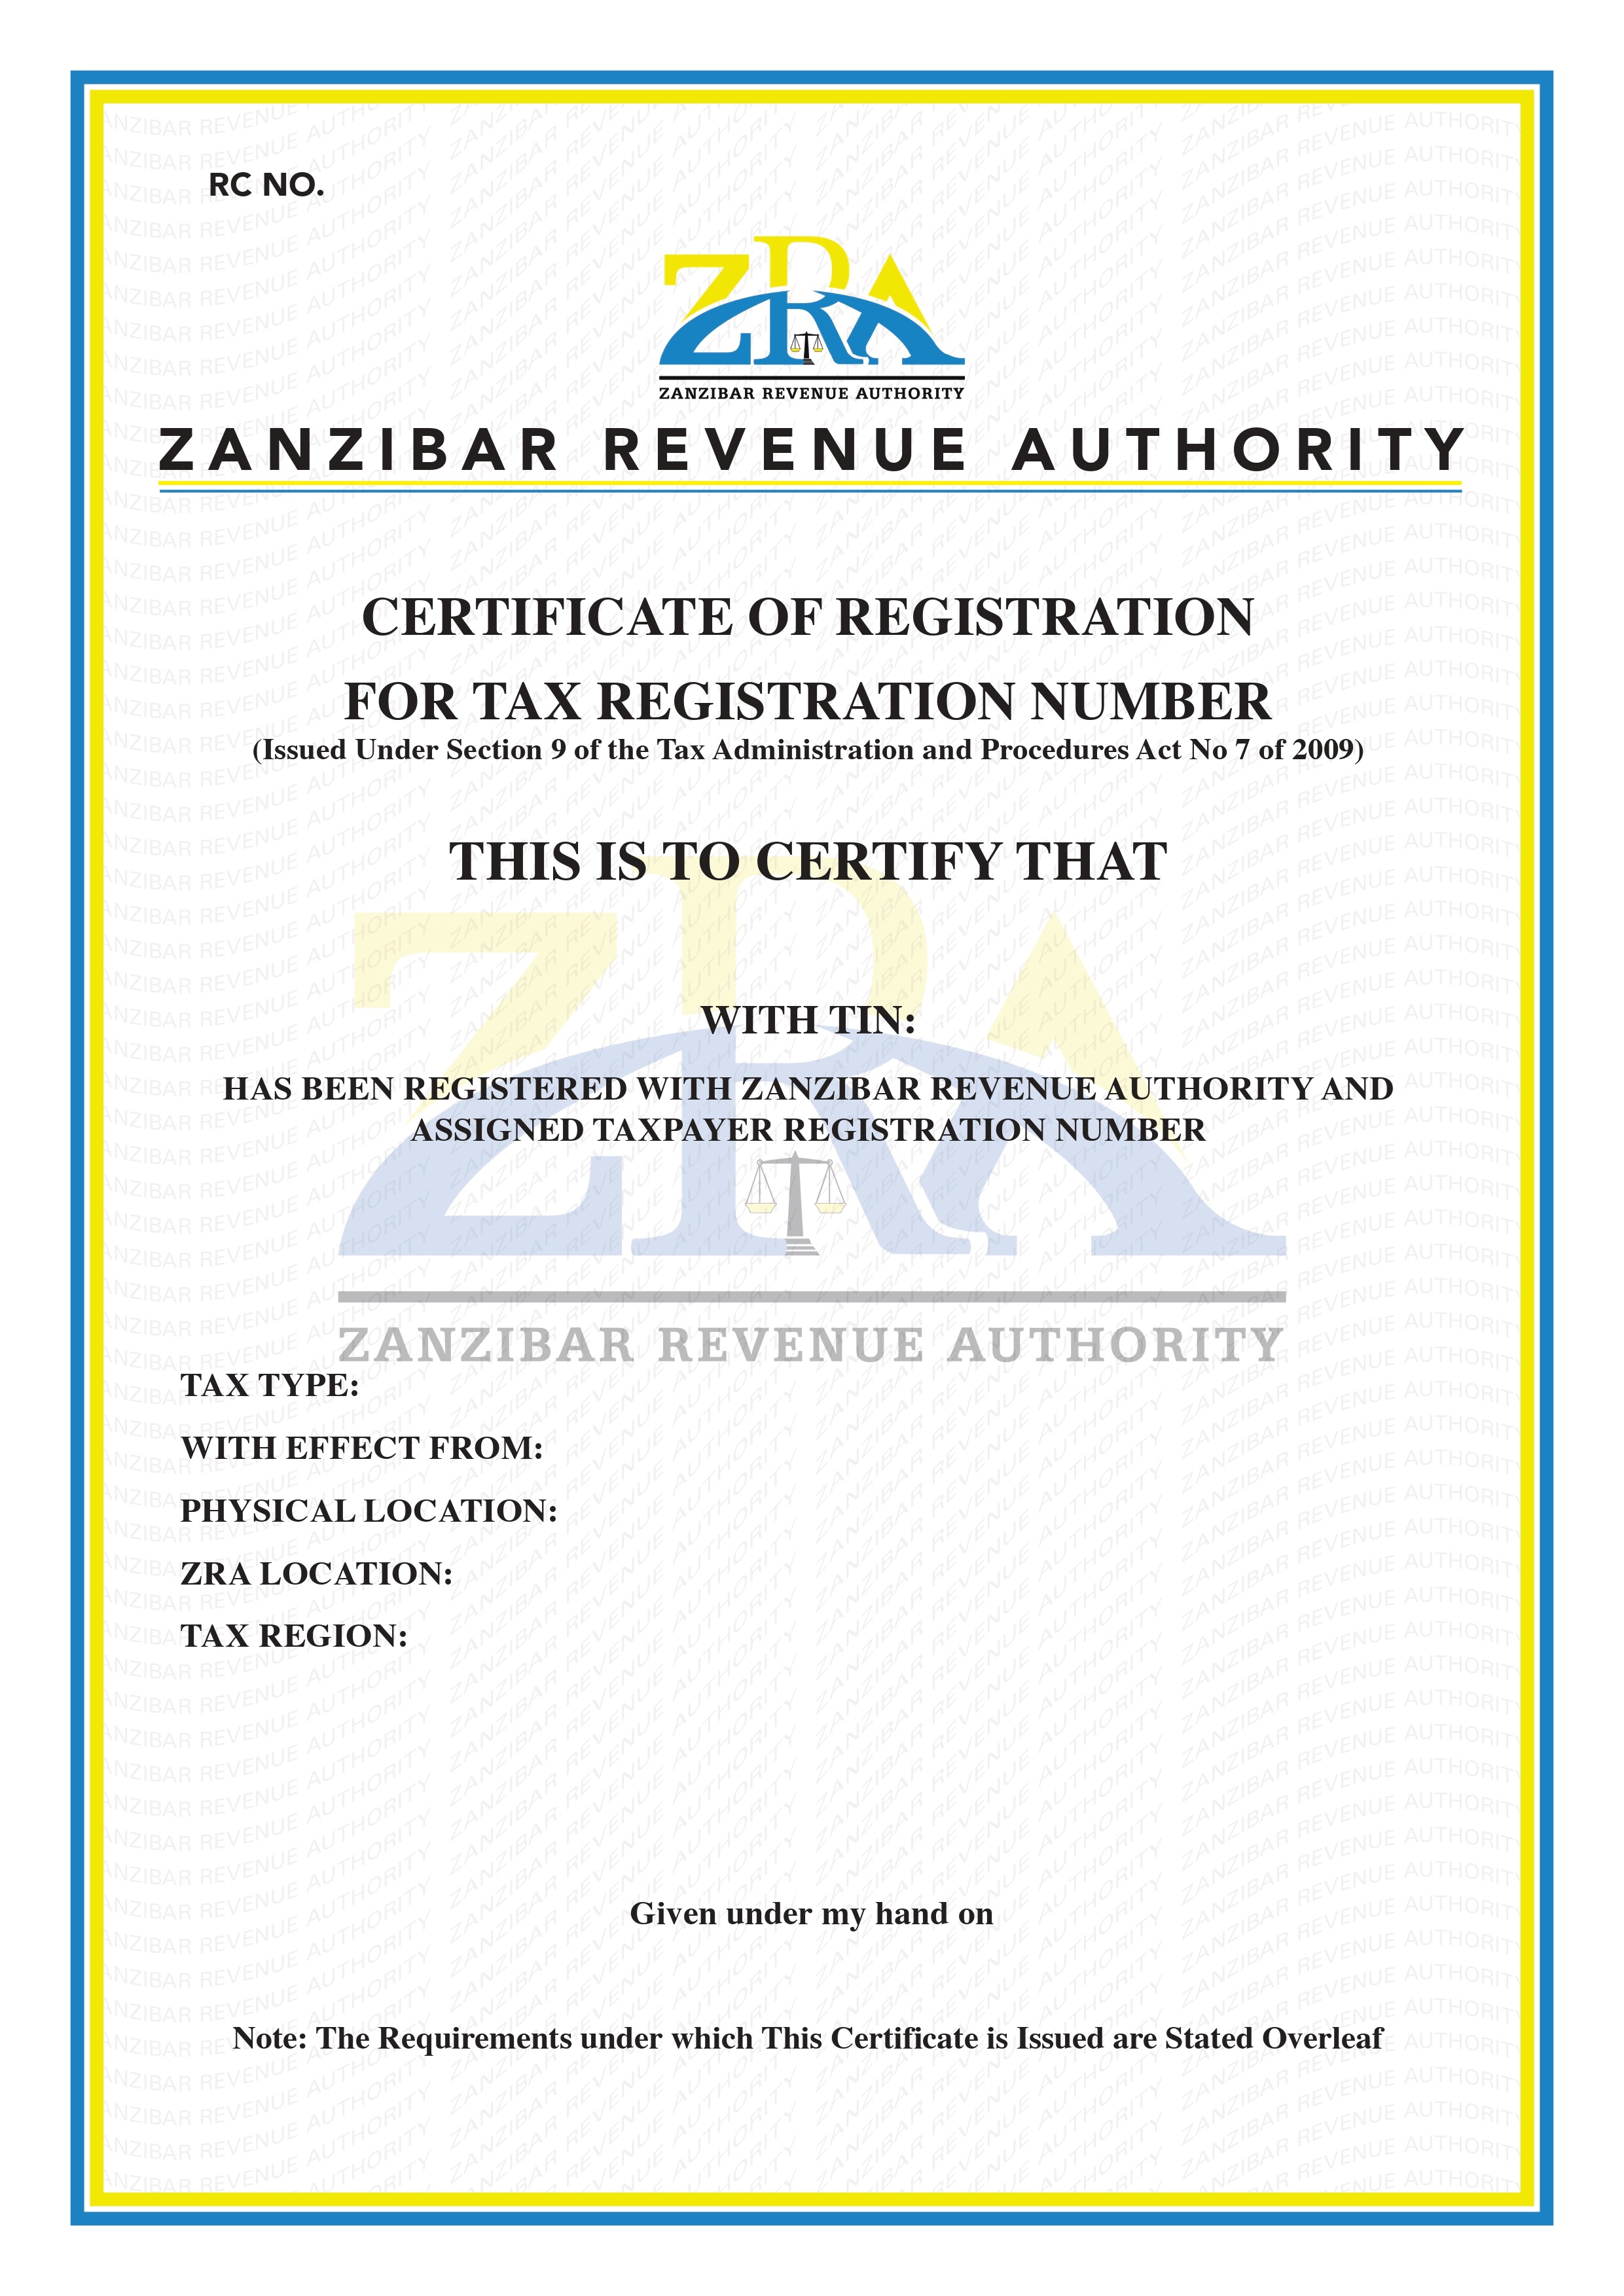 RC NO.
ZRA
ZANZIBAR REVENUE AUTHORITY
ZANZIBAR REVENUE AUTHORITY
CERTIFICATE OF REGISTRATION
FOR TAX REGISTRATION NUMBER
(Issued Under Section 9 of the Tax Administration and Procedures Act No 7 of 2009)
THIS IS TO CERTIFY THAT
ZRA
WITH TIN:
HAS BEEN REGISTERED WITH ZANZIBAR REVENUE AUTHORITY AND
ASSIGNED TAXPAYER REGISTRATION NUMBER
ZANZIBAR REVENUE AUTHORITY
TAX TYPE:
WITH EFFECT FROM:
PHYSICAL LOCATION:
ZRA LOCATION:
TAX REGION:
Given under my hand on
Note: The Requirements under which This Certificate is Issued are Stated Overleaf